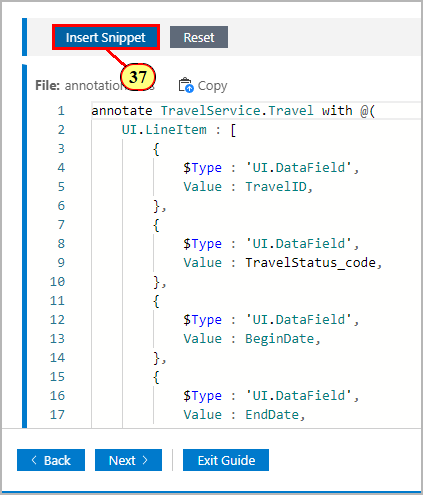 Insert Snippet Reset
37
File: annotation Copy
1 annotate TravelService.Travel with @(
2 UI.LineItem : [
3 {
4 $Type : 'UI.DataField',
5 Value : TravelID,
6 },
7 {
8 $Type : 'UI.DataField',
9 Value : TravelStatus_code,
10 },
11 {
12 $Type : 'UI.DataField',
13 Value : BeginDate,
14 },
15 {
16 $Type : 'UI.DataField',
17 Value : EndDate,
< Back Next > Exit Guide